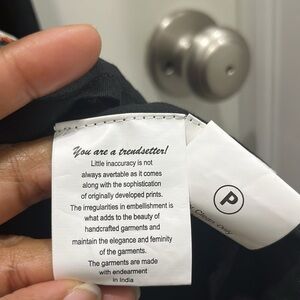 You are a trendsetter!
Little inaccuracy is not
always avertable as it comes
along with the sophistication
of originally developed prints.
The irregularities in embellishment is
what adds to the beauty of
handcrafted garments and
maintain the elegance and feminity
of the garments.
The garments are made
with endearment
in India
P
Only